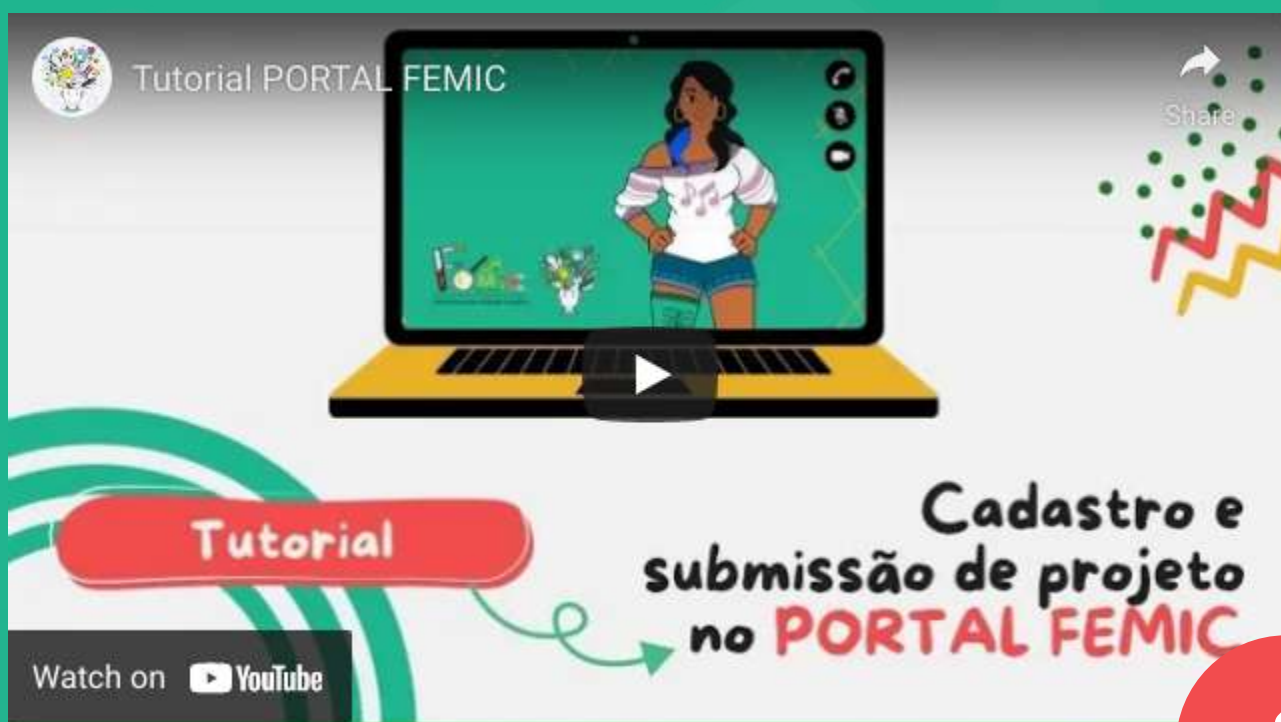 Tutorial PORTAL FEMIC
Share
Tutorial
Cadastro e
submissão de projeto
no PORTAL FEMIC
Watch on YouTube